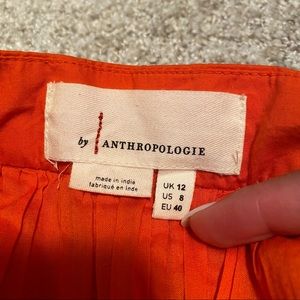 by ANTHROPOLOGIE
made in india
fabriqué en Inde
UK 12
US 8
EU 40